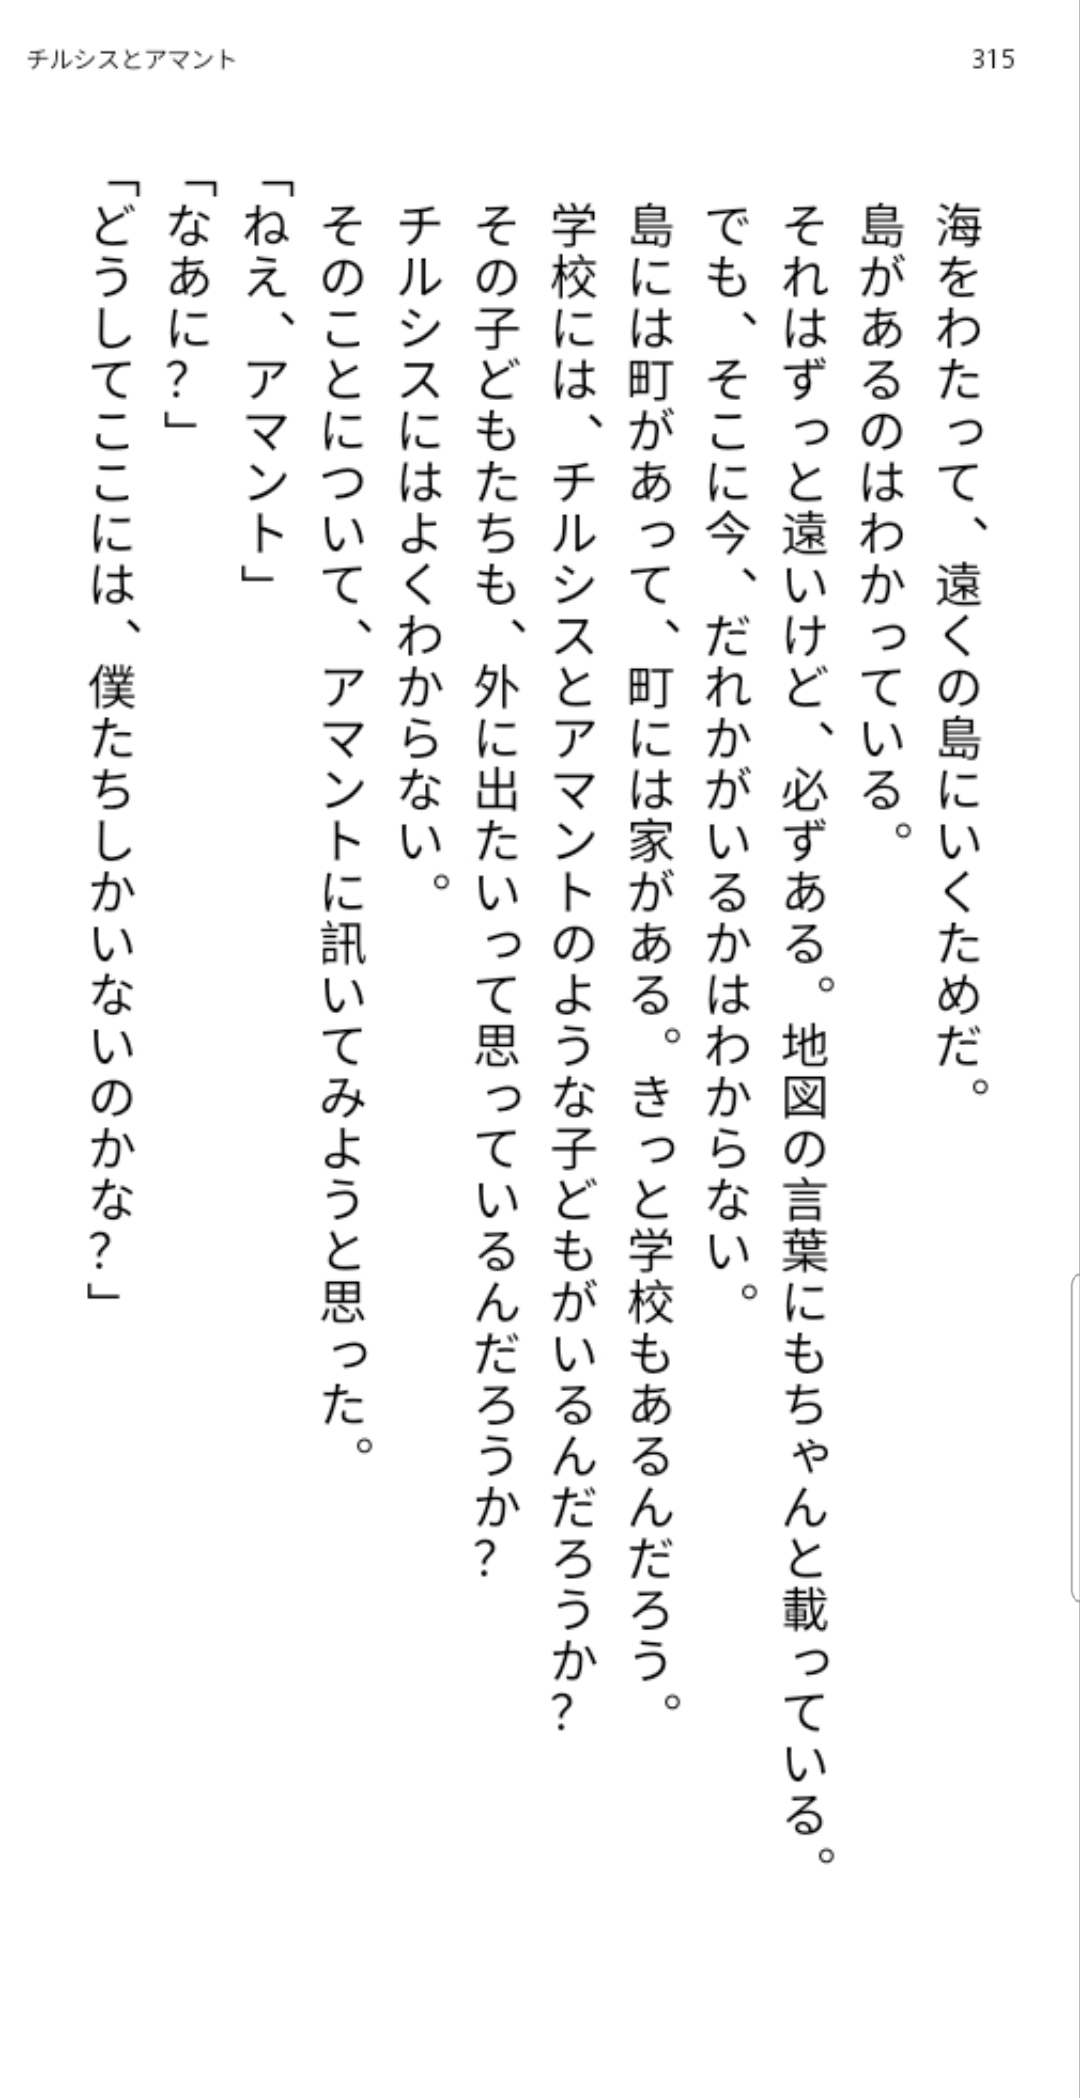 チルシスとアマント
315
海をわたって、遠くの島にいくためだ。
島があるのはわかっている。
それはずっと遠いけど、必ずある。地図の言葉にもちゃんと載っている。
でも、そこに今、だれかがいるかはわからない。
島には町があって、町には家がある。きっと学校もあるんだろう。
学校には、チルシスとアマントのような子どもがいるんだろうか？
その子どもたちも、外に出たいって思っているんだろうか？
チルシスにはよくわからない。
そのことについて、アマントに訊いてみようと思った。
「ねえ、アマント」
「なあに？」
「どうしてここには、僕たちしかいないのかな？」